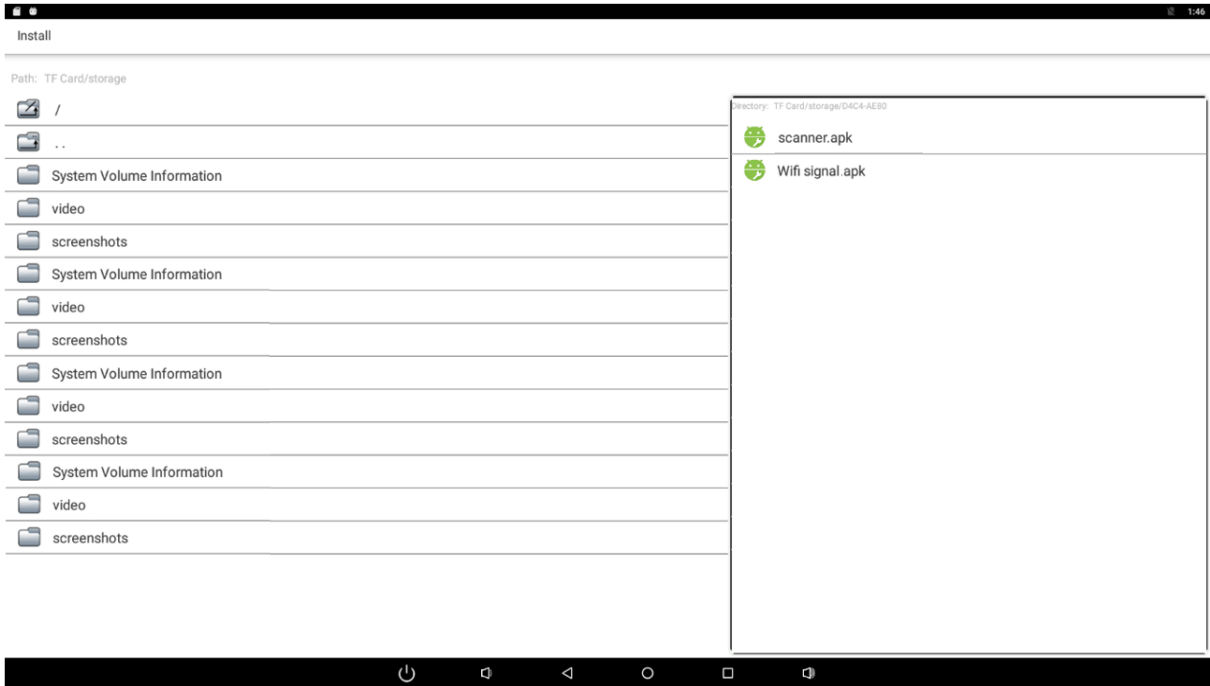 1:46
Install
Path: TF Card/storage
/
..
System Volume Information
video
screenshots
System Volume Information
video
screenshots
System Volume Information
video
screenshots
System Volume Information
video
screenshots
Directory: TF Card/storage/D4C4-AE80
scanner.apk
Wifi signal.apk